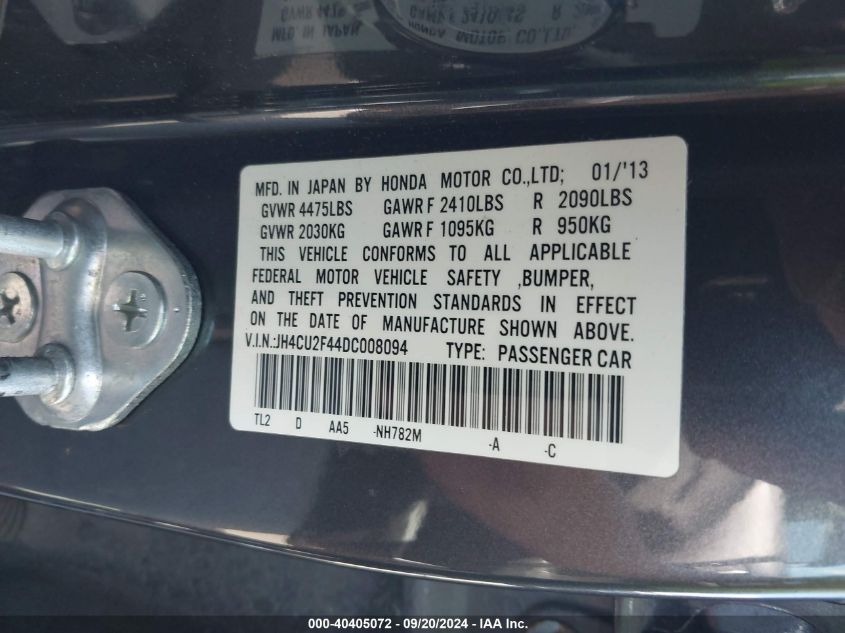 MFD. IN JAPAN BY HONDA MOTOR CO.,LTD; 01/'13
GVWR 4475LBS GAWR F 2410LBS R 2090LBS
GVWR 2030KG GAWR F 1095KG R 950KG
THIS VEHICLE CONFORMS TO ALL APPLICABLE
FEDERAL MOTOR VEHICLE SAFETY ,BUMPER,
AND THEFT PREVENTION STANDARDS IN EFFECT
ON THE DATE OF MANUFACTURE SHOWN ABOVE.
V.I.N.:JH4CU2F44DC008094 TYPE: PASSENGER CAR
TL2 D AA5 -NH782M -A -C
000-40405072 - 09/20/2024 - IAA Inc.